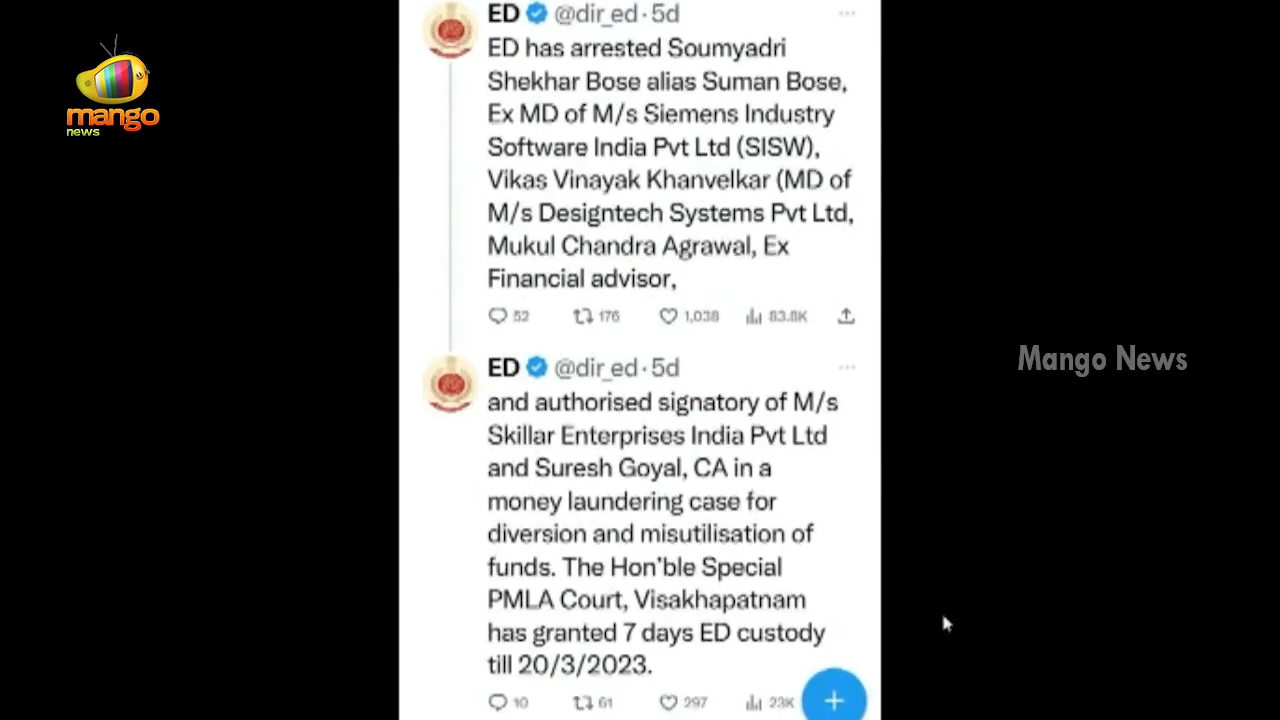 mango
news
ED @dir_ed · 5d
ED has arrested Soumyadri
Shekhar Bose alias Suman Bose,
Ex MD of M/s Siemens Industry
Software India Pvt Ltd (SISW),
Vikas Vinayak Khanvelkar (MD of
M/s Designtech Systems Pvt Ltd,
Mukul Chandra Agrawal, Ex
Financial advisor,
52 176 1,038 83.8K
ED @dir_ed · 5d
and authorised signatory of M/s
Skillar Enterprises India Pvt Ltd
and Suresh Goyal, CA in a
money laundering case for
diversion and misutilisation of
funds. The Hon'ble Special
PMLA Court, Visakhapatnam
has granted 7 days ED custody
till 20/3/2023.
10 61 297 23K
Mango News